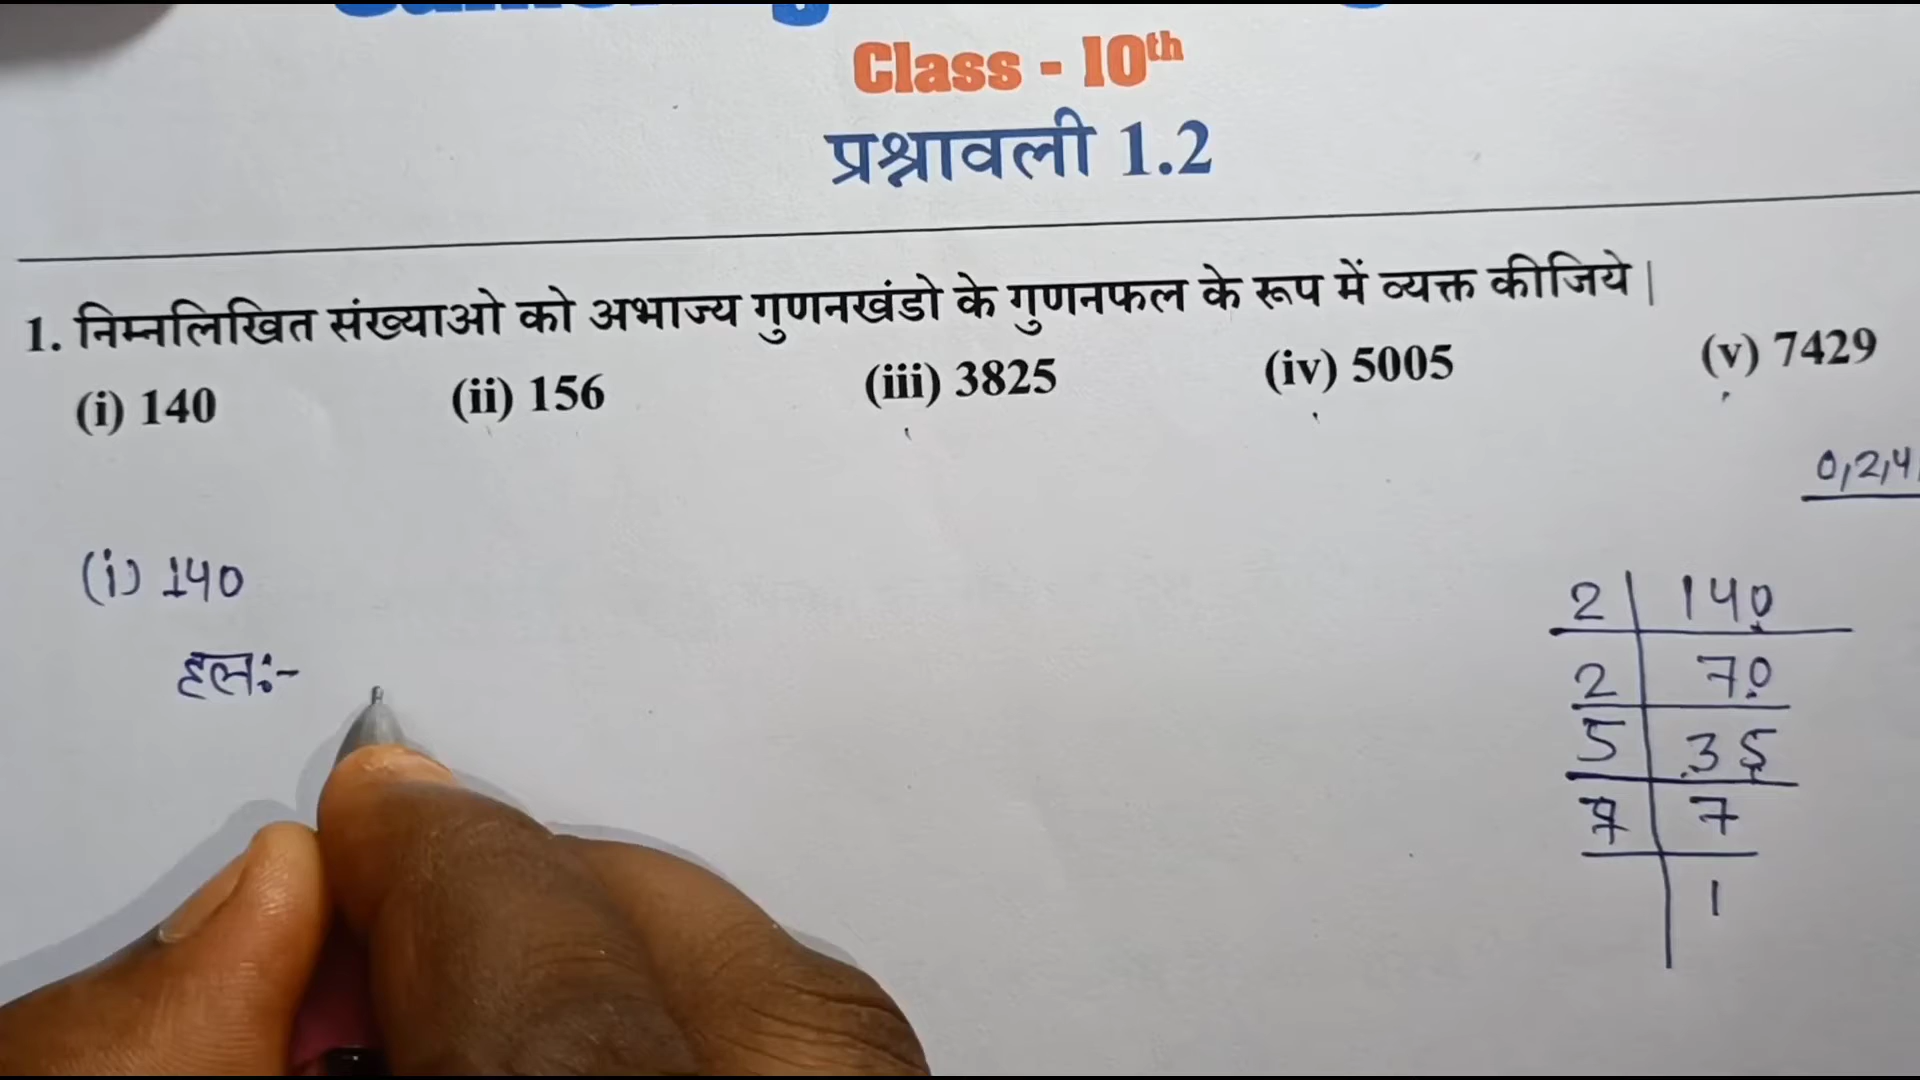 Class - 10th
प्रश्नावली 1.2
1. निम्नलिखित संख्याओ को अभाज्य गुणनखंडो के गुणनफल के रूप में व्यक्त कीजिये |
(i) 140 (ii) 156 (iii) 3825 (iv) 5005 (v) 7429
0,2,4,
(i) 140
हलः-
2 | 140
2 | 70
5 | 35
7 | 7
| 1